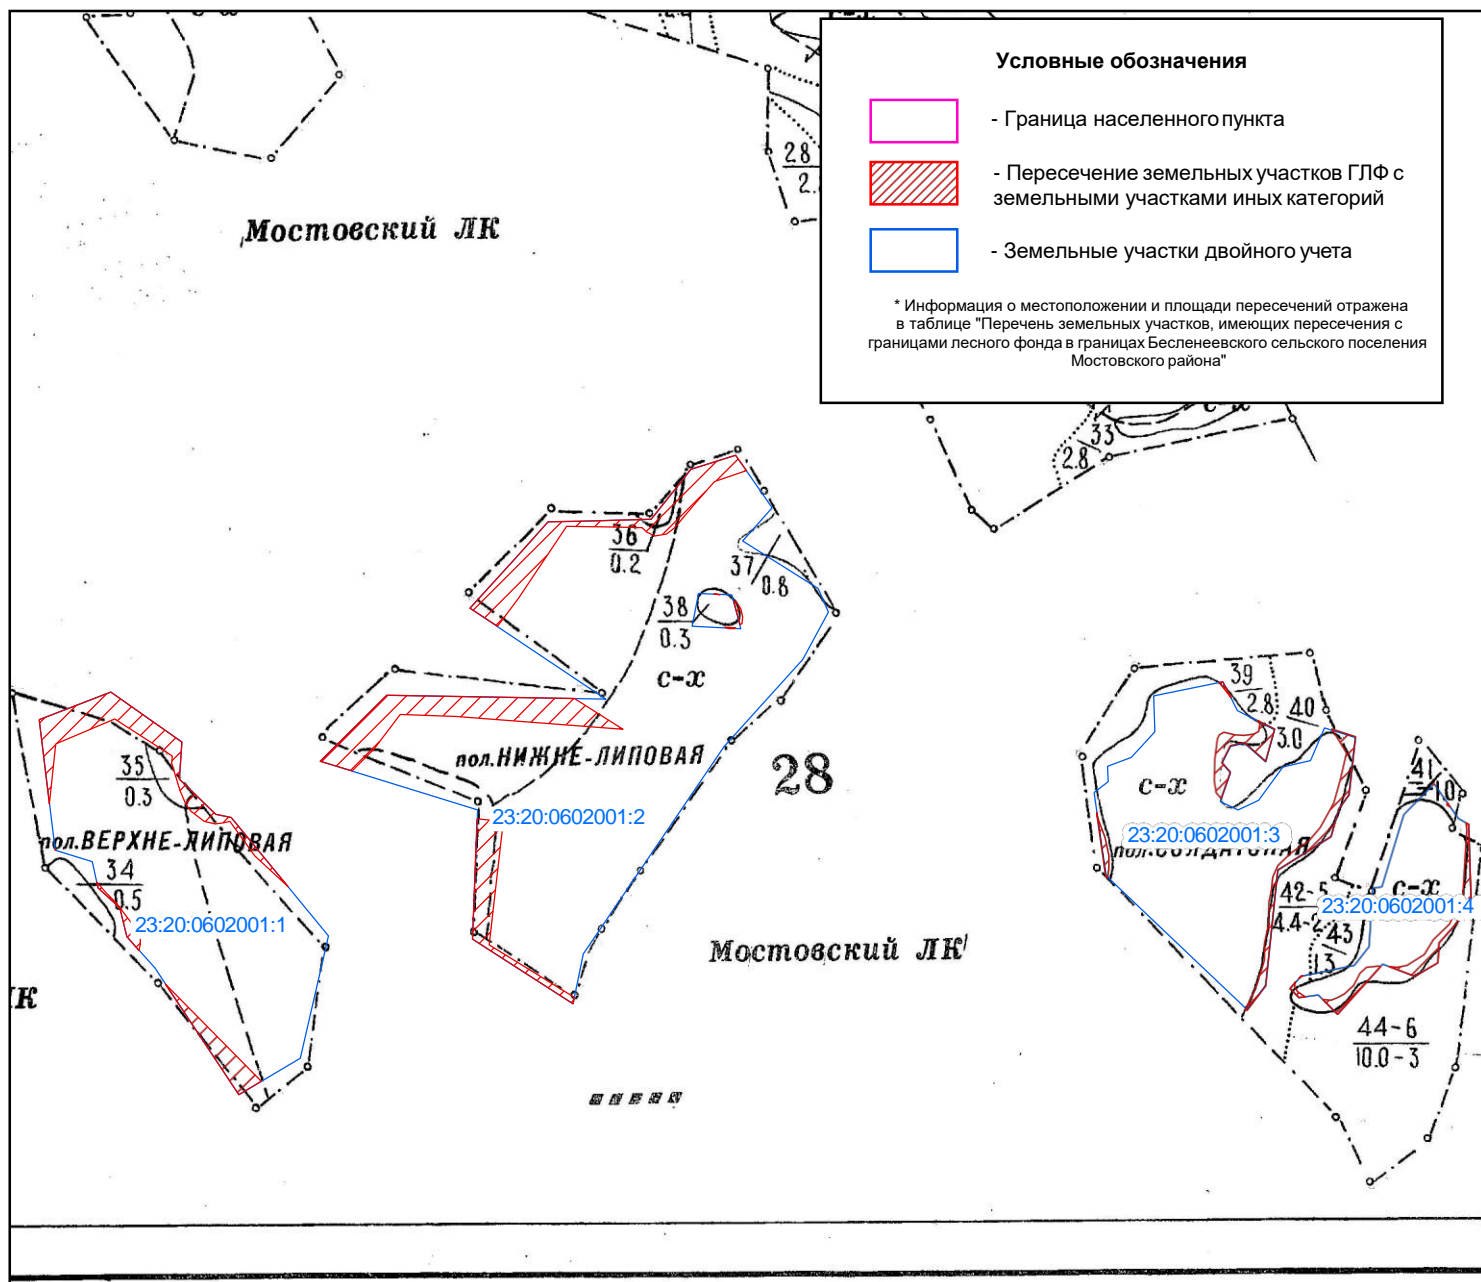 Условные обозначения
- Граница населенного пункта
- Пересечение земельных участков ГЛФ с
земельными участками иных категорий
- Земельные участки двойного учета
* Информация о местоположении и площади пересечений отражена
в таблице "Перечень земельных участков, имеющих пересечения с
границами лесного фонда в границах Бесленеевского сельского поселения
Мостовского района"
28
Мостовский ЛК
33
2.8
36
0.2
37
0.8
38
0.3
с-х
39
2.8
40
3.0
пол.НИЖНЕ-ЛИПОВАЯ
28
35
0.3
с-х
41
23:20:0602001:2
23:20:0602001:3
пол.ВЕРХНЕ-ЛИПОВАЯ
34
0.5
с-х
42-5
23:20:0602001:4
23:20:0602001:1
43
1.3
Мостовский ЛК
ЛК
44-6
10.0-3